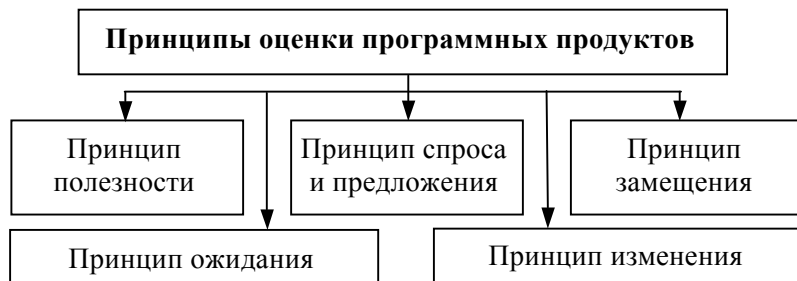 Принципы оценки программных продуктов
Принцип
полезности
Принцип спроса
и предложения
Принцип
замещения
Принцип ожидания
Принцип изменения